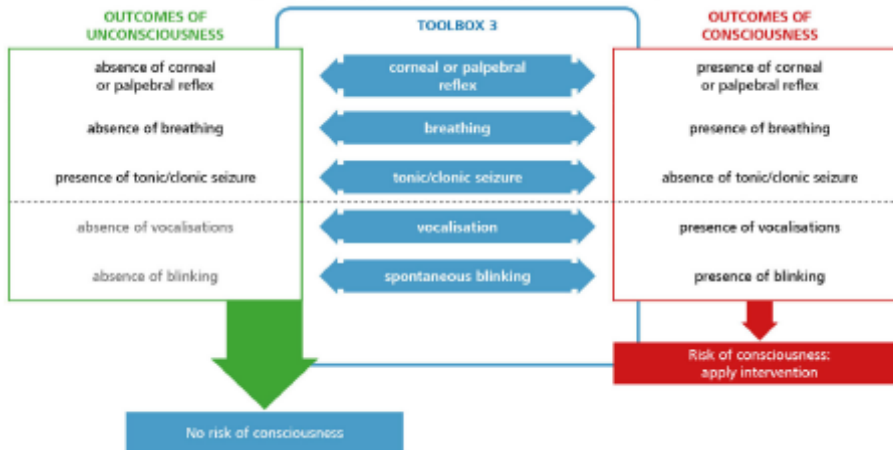 OUTCOMES OF
UNCONSCIOUSNESS
TOOLBOX 3
OUTCOMES OF
CONSCIOUSNESS
absence of corneal
or palpebral reflex
corneal or palpebral
reflex
presence of corneal
or palpebral reflex
absence of breathing
breathing
presence of breathing
presence of tonic/clonic seizure
tonic/clonic seizure
absence of tonic/clonic seizure
absence of vocalisations
vocalisation
presence of vocalisations
absence of blinking
spontaneous blinking
presence of blinking
Risk of consciousness:
apply intervention
No risk of consciousness